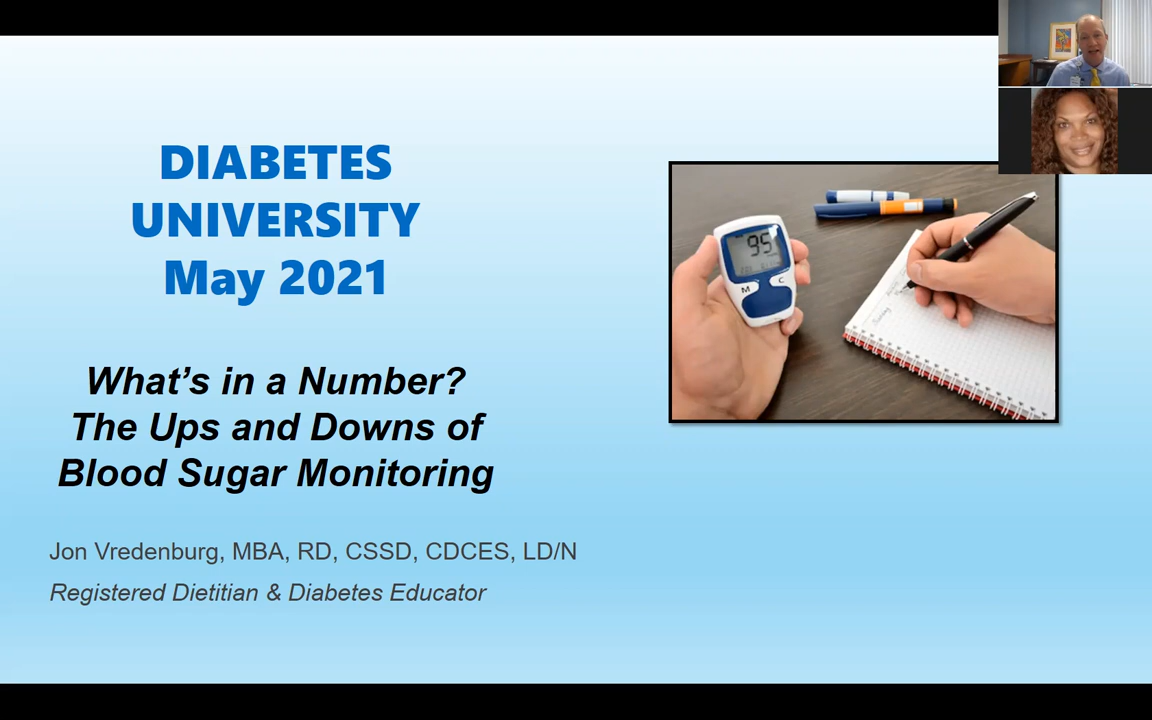 DIABETES
UNIVERSITY
May 2021
What's in a Number?
The Ups and Downs of
Blood Sugar Monitoring
Jon Vredenburg, MBA, RD, CSSD, CDCES, LD/N
Registered Dietitian & Diabetes Educator
95
M
C